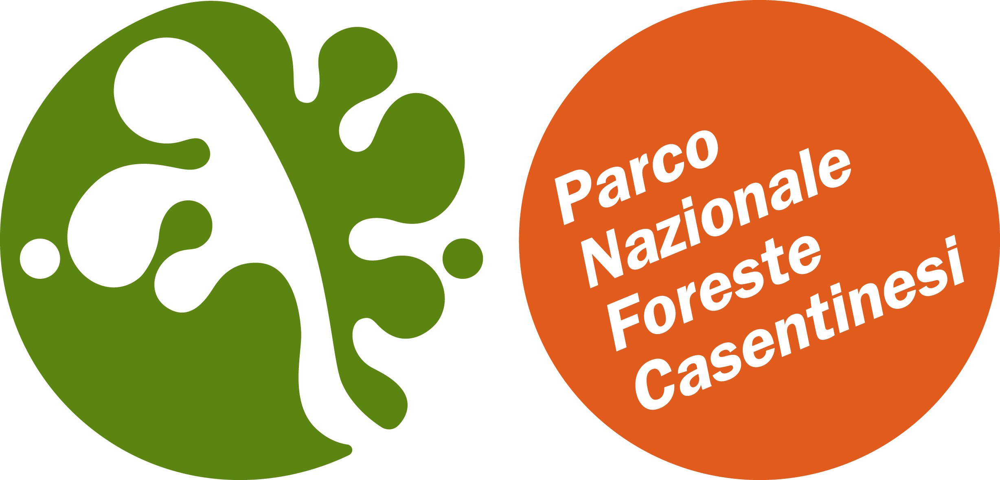 Parco
Nazionale
Foreste
Casentinesi